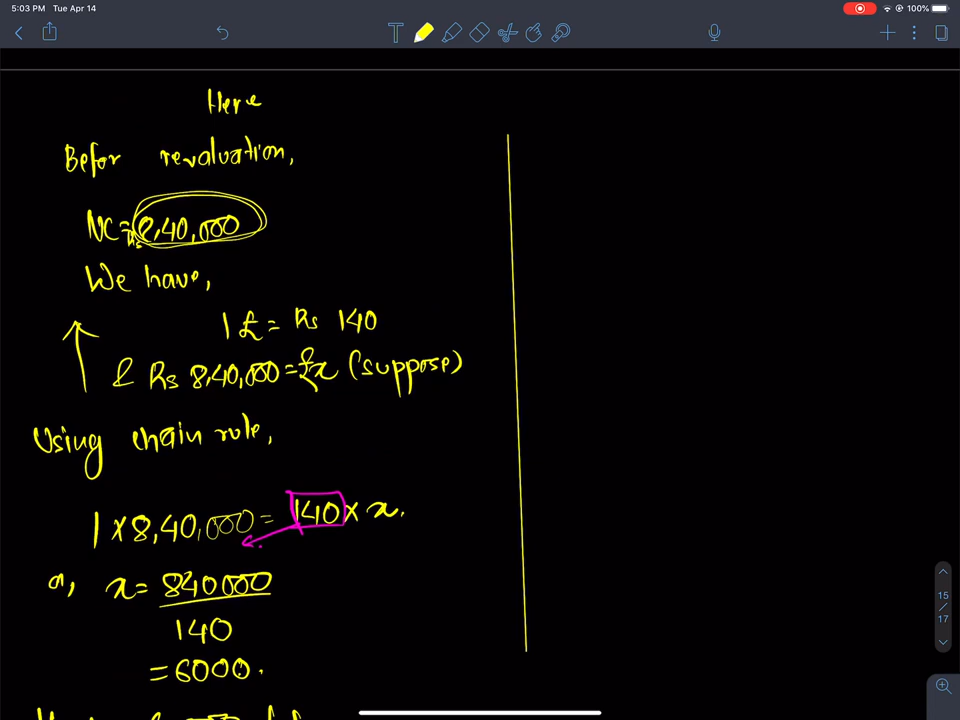 5:03 PM Tue Apr 14
100%
T
Here
Befor revaluation,
NC = Rs 8,40,000
We have,
1 £ = Rs 140
& Rs 8,40,000 = £x (suppose)
Using chain rule,
1 × 8,40,000 = 140 × x.
or, x = 840000
140
= 6000.
15
/
17